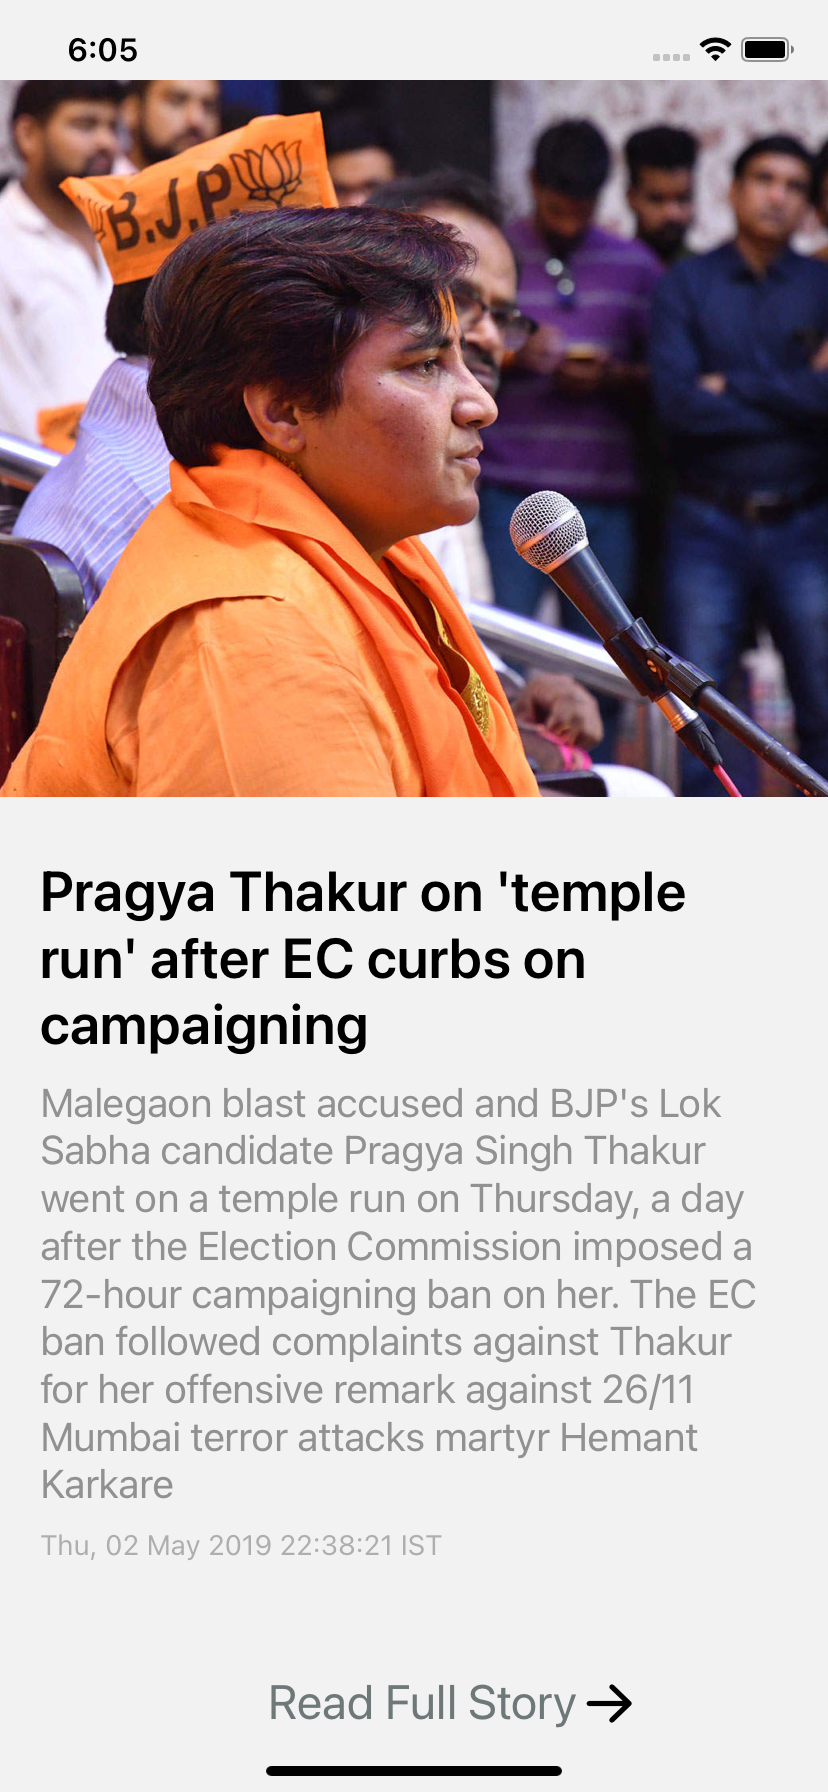 6:05
B.J.P.
Pragya Thakur on 'temple
run' after EC curbs on
campaigning
Malegaon blast accused and BJP's Lok
Sabha candidate Pragya Singh Thakur
went on a temple run on Thursday, a day
after the Election Commission imposed a
72-hour campaigning ban on her. The EC
ban followed complaints against Thakur
for her offensive remark against 26/11
Mumbai terror attacks martyr Hemant
Karkare
Thu, 02 May 2019 22:38:21 IST
Read Full Story